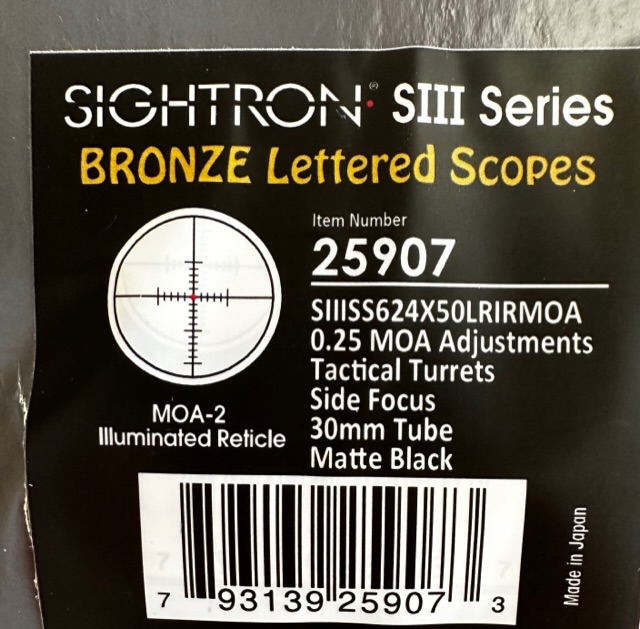 SIGHTRON® SIII Series
BRONZE Lettered Scopes
Item Number
25907
SIIISS624X50LRIRMOA
0.25 MOA Adjustments
Tactical Turrets
Side Focus
30mm Tube
Matte Black
MOA-2
Illuminated Reticle
7 93139 25907 3
Made in Japan